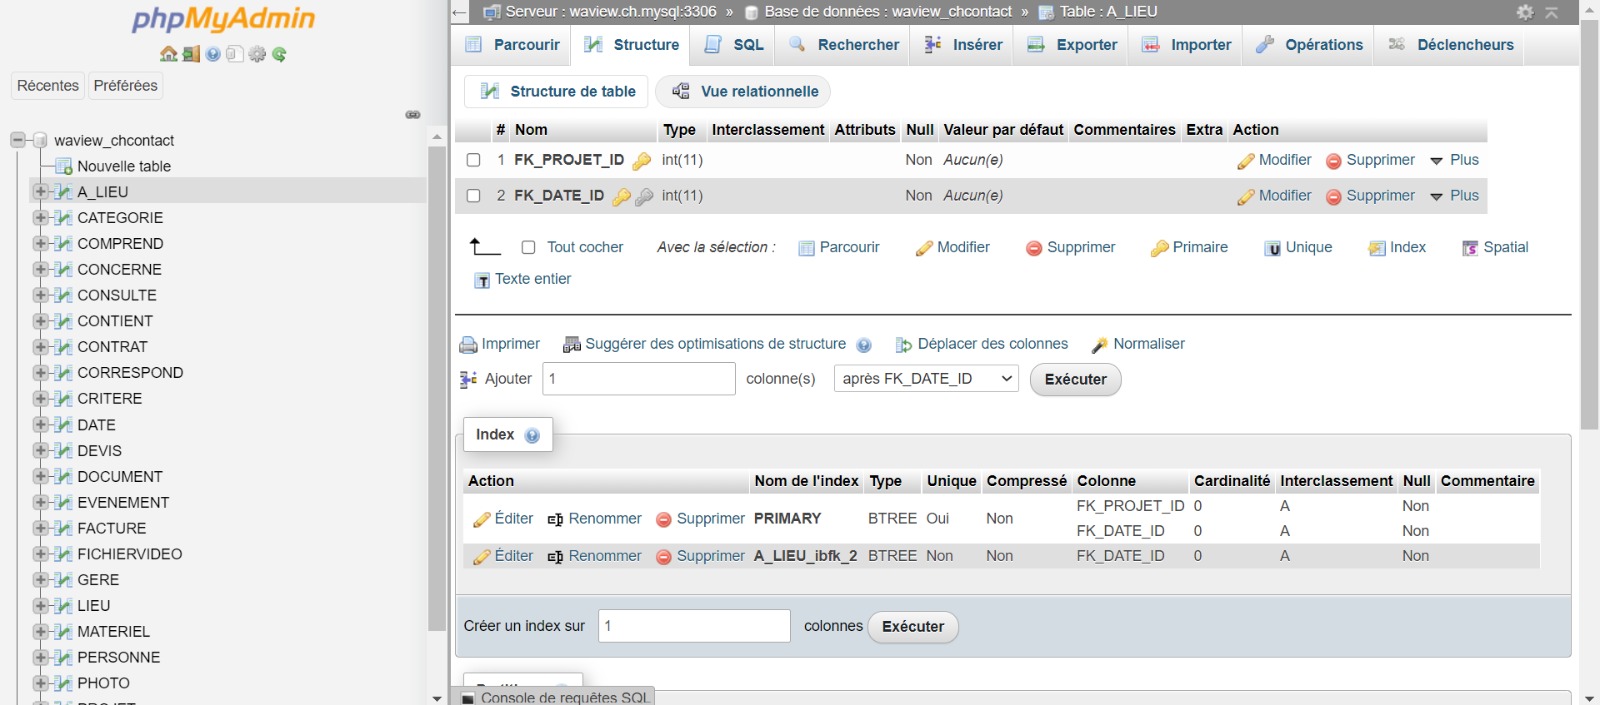 phpMyAdmin
Récentes Préférées
waview_chcontact
Nouvelle table
A_LIEU
CATEGORIE
COMPREND
CONCERNE
CONSULTE
CONTIENT
CONTRAT
CORRESPOND
CRITERE
DATE
DEVIS
DOCUMENT
EVENEMENT
FACTURE
FICHIERVIDEO
GERE
LIEU
MATERIEL
PERSONNE
PHOTO
PROJET
Serveur : waview.ch.mysql:3306 » Base de données : waview_chcontact » Table : A_LIEU
Parcourir Structure SQL Rechercher Insérer Exporter Importer Opérations Déclencheurs
Structure de table Vue relationnelle
# Nom Type Interclassement Attributs Null Valeur par défaut Commentaires Extra Action
1 FK_PROJET_ID int(11) Non Aucun(e) Modifier Supprimer Plus
2 FK_DATE_ID int(11) Non Aucun(e) Modifier Supprimer Plus
Tout cocher Avec la sélection : Parcourir Modifier Supprimer Primaire Unique Index Spatial
Texte entier
Imprimer Suggérer des optimisations de structure Déplacer des colonnes Normaliser
Ajouter 1 colonne(s) après FK_DATE_ID Exécuter
Index
Action Nom de l'index Type Unique Compressé Colonne Cardinalité Interclassement Null Commentaire
Éditer Renommer Supprimer PRIMARY BTREE Oui Non FK_PROJET_ID 0 A Non
FK_DATE_ID 0 A Non
Éditer Renommer Supprimer A_LIEU_ibfk_2 BTREE Non Non FK_DATE_ID 0 A Non
Créer un index sur 1 colonnes Exécuter
Console de requêtes SQL